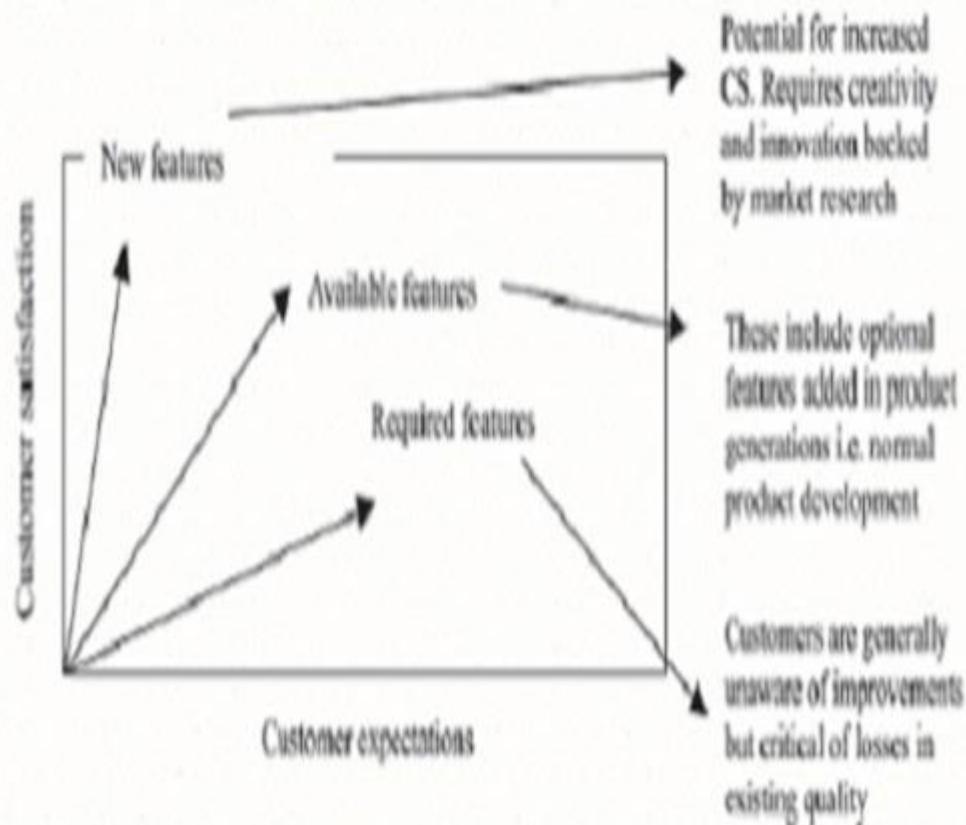 Potential for increased
CS. Requires creativity
and innovation backed
by market research
New features
Available features
These include optional
features added in product
generations i.e. normal
product development
Required features
Customers are generally
unaware of improvements
but critical of losses in
existing quality
Customer satisfaction
Customer expectations